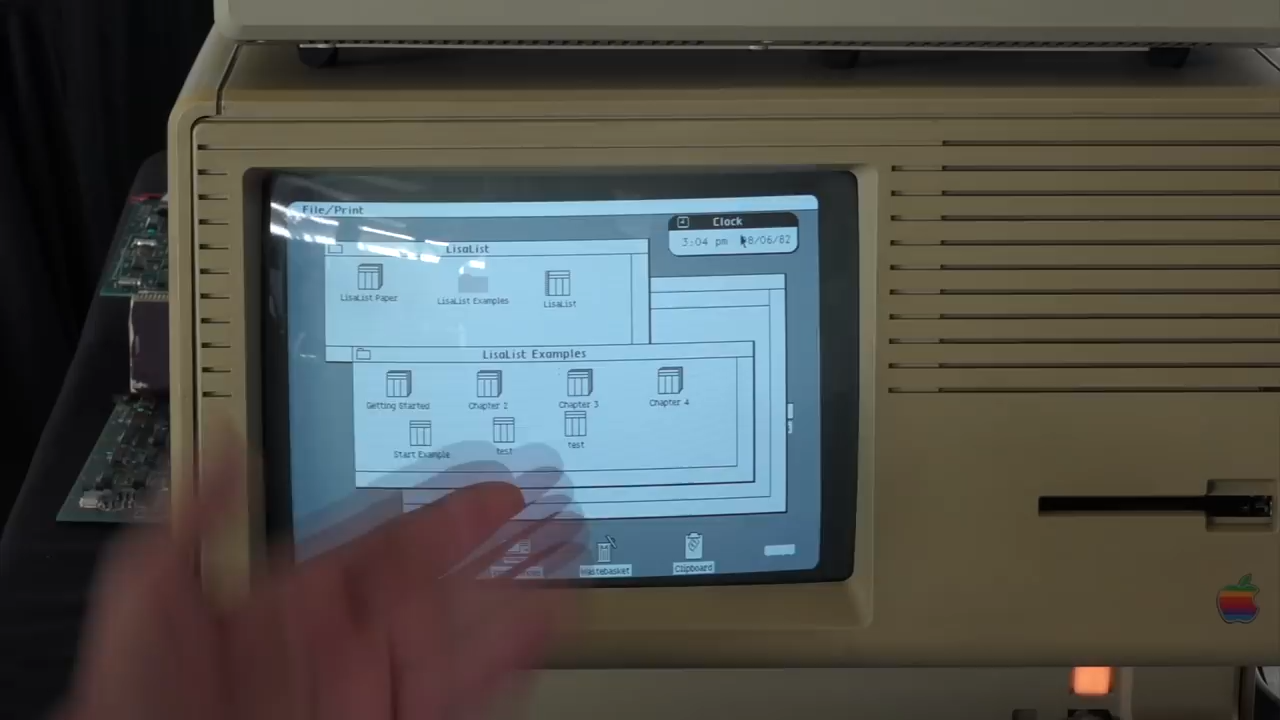 File/Print
Clock
3:04 pm
LisaList
LisaList Paper
LisaList Examples
LisaList
LisaList Examples
Getting Started
Chapter 2
Chapter 3
Chapter 4
Start Example
test
test
Wastebasket
Clipboard